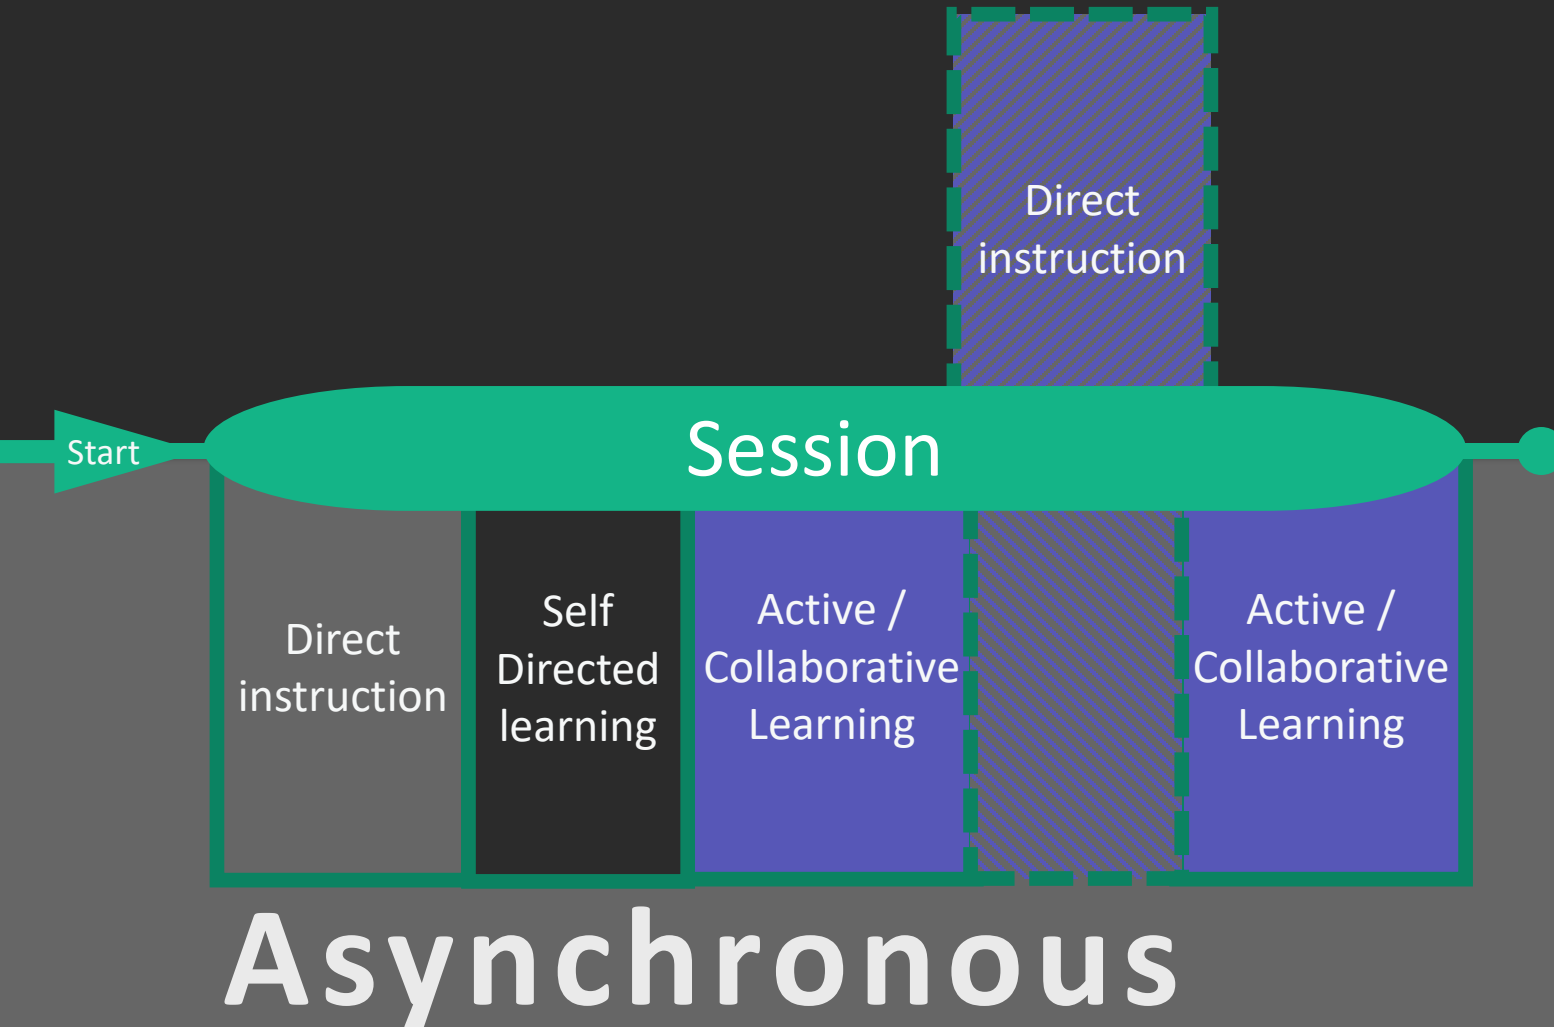 Direct
instruction
Start
Session
Direct
instruction
Self
Directed
learning
Active /
Collaborative
Learning
Active /
Collaborative
Learning
Asynchronous